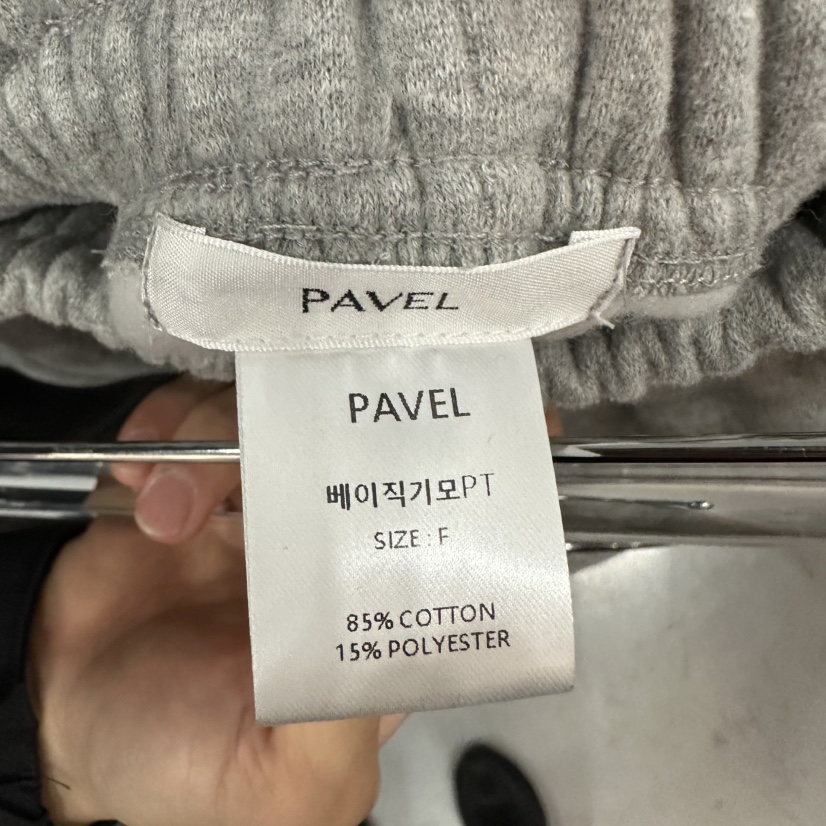 PAVEL
PAVEL
베이직기모PT
SIZE : F
85% COTTON
15% POLYESTER